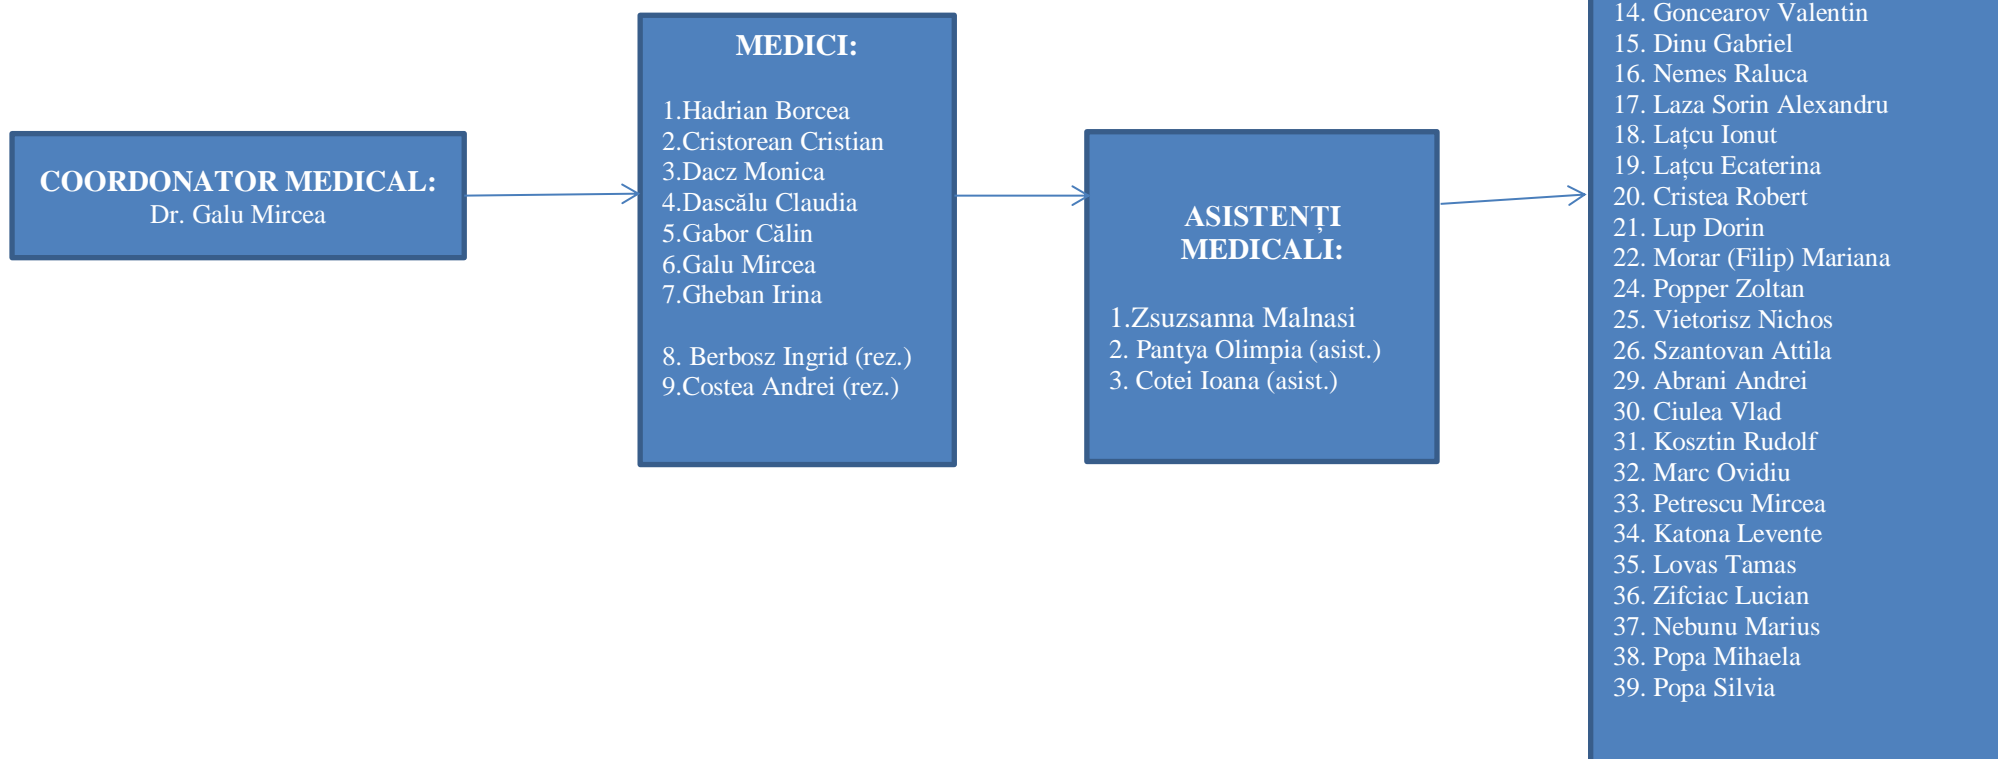 COORDONATOR MEDICAL:
Dr. Galu Mircea
MEDICI:
1.Hadrian Borcea
2.Cristorean Cristian
3.Dacz Monica
4.Dascălu Claudia
5.Gabor Călin
6.Galu Mircea
7.Gheban Irina
8. Berbosz Ingrid (rez.)
9.Costea Andrei (rez.)
ASISTENȚI
MEDICALI:
1.Zsuzsanna Malnasi
2. Pantya Olimpia (asist.)
3. Cotei Ioana (asist.)
14. Goncearov Valentin
15. Dinu Gabriel
16. Nemes Raluca
17. Laza Sorin Alexandru
18. Lațcu Ionut
19. Lațcu Ecaterina
20. Cristea Robert
21. Lup Dorin
22. Morar (Filip) Mariana
24. Popper Zoltan
25. Vietorisz Nichos
26. Szantovan Attila
29. Abrani Andrei
30. Ciulea Vlad
31. Kosztin Rudolf
32. Marc Ovidiu
33. Petrescu Mircea
34. Katona Levente
35. Lovas Tamas
36. Zifciac Lucian
37. Nebunu Marius
38. Popa Mihaela
39. Popa Silvia